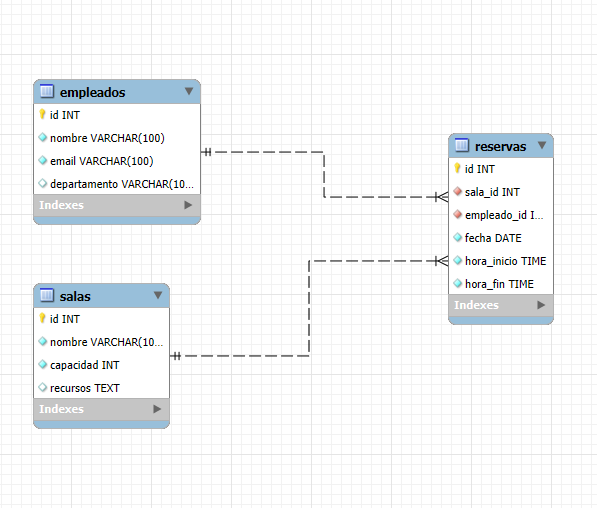 empleados
id INT
nombre VARCHAR(100)
email VARCHAR(100)
departamento VARCHAR(10...
Indexes
reservas
id INT
sala_id INT
empleado_id I...
fecha DATE
hora_inicio TIME
hora_fin TIME
Indexes
salas
id INT
nombre VARCHAR(10...
capacidad INT
recursos TEXT
Indexes